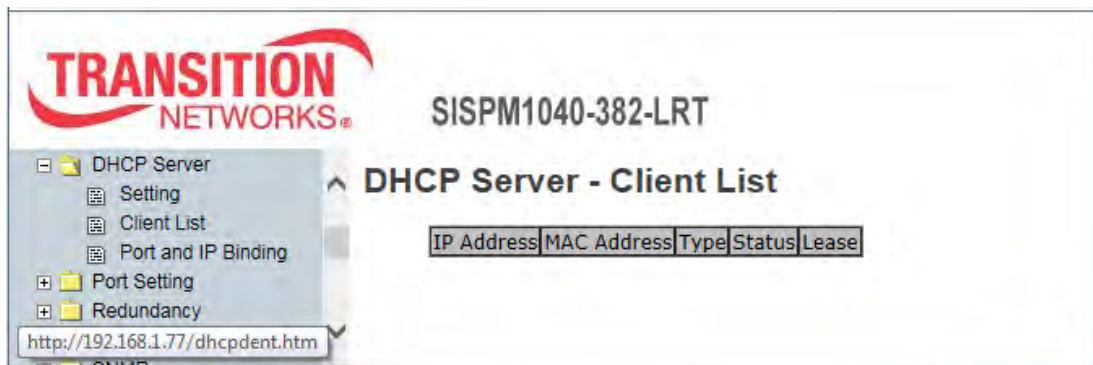 TRANSITION
NETWORKS®
SISPM1040-382-LRT
DHCP Server
Setting
Client List
Port and IP Binding
Port Setting
Redundancy
http://192.168.1.77/dhcpdent.htm
DHCP Server - Client List
IP Address MAC Address Type Status Lease